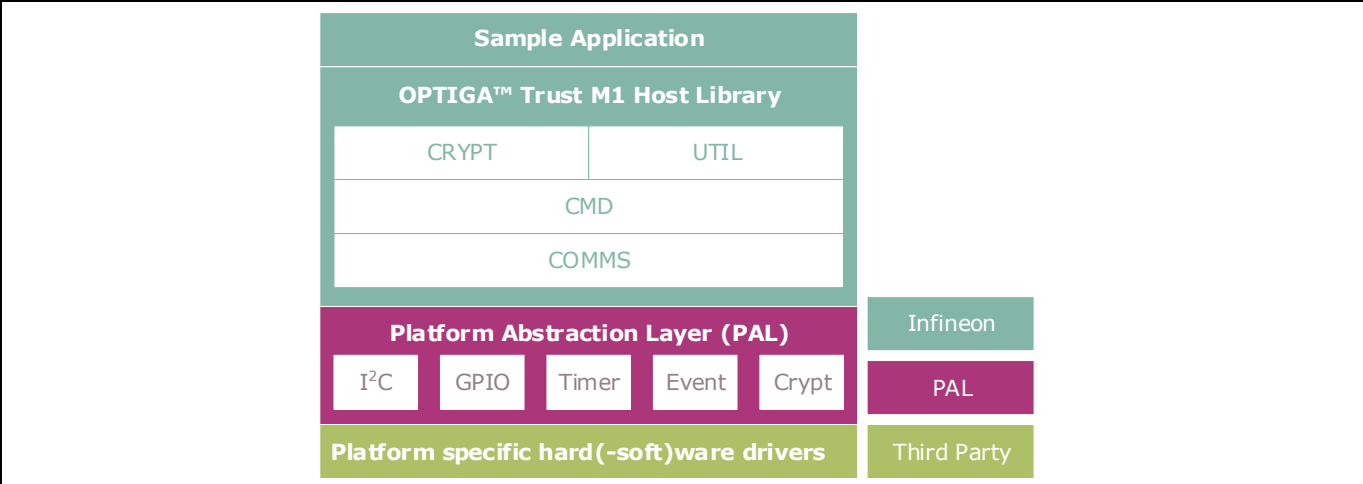 Sample Application
OPTIGA™ Trust M1 Host Library
CRYPT UTIL
CMD
COMMS
Platform Abstraction Layer (PAL)
I²C GPIO Timer Event Crypt
Platform specific hard(-soft)ware drivers
Infineon
PAL
Third Party